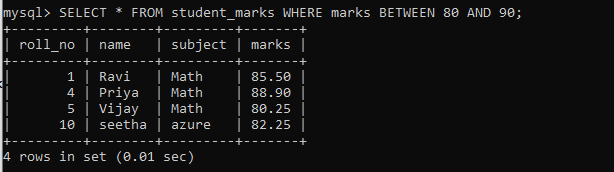 mysql> SELECT * FROM student_marks WHERE marks BETWEEN 80 AND 90;
+---------+--------+---------+-------+
| roll_no | name   | subject | marks |
+---------+--------+---------+-------+
|       1 | Ravi   | Math    | 85.50 |
|       4 | Priya  | Math    | 88.90 |
|       5 | Vijay  | Math    | 80.25 |
|      10 | seetha | azure   | 82.25 |
+---------+--------+---------+-------+
4 rows in set (0.01 sec)